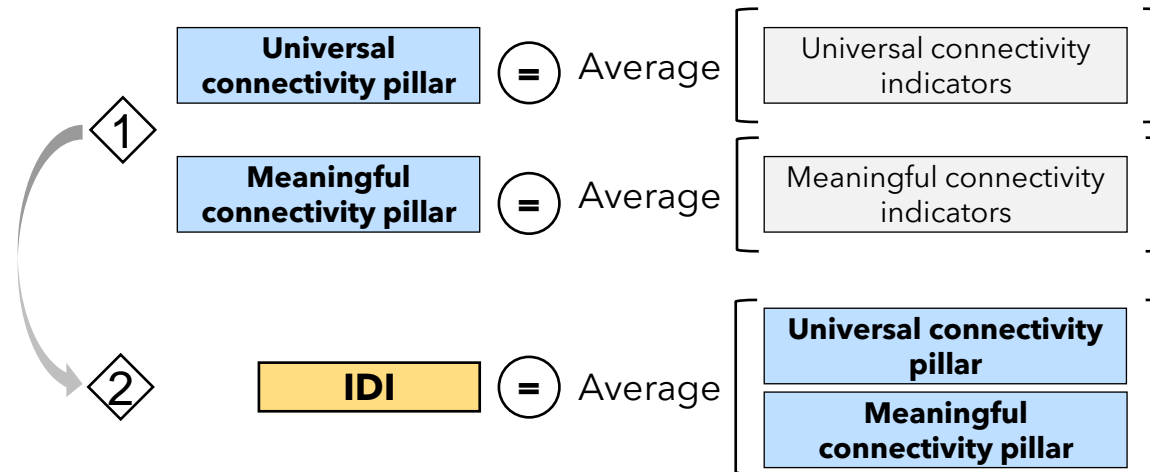 Universal
connectivity pillar
=
Average
Universal connectivity
indicators
1
Meaningful
connectivity pillar
=
Average
Meaningful connectivity
indicators
2
IDI
=
Average
Universal connectivity
pillar
Meaningful
connectivity pillar